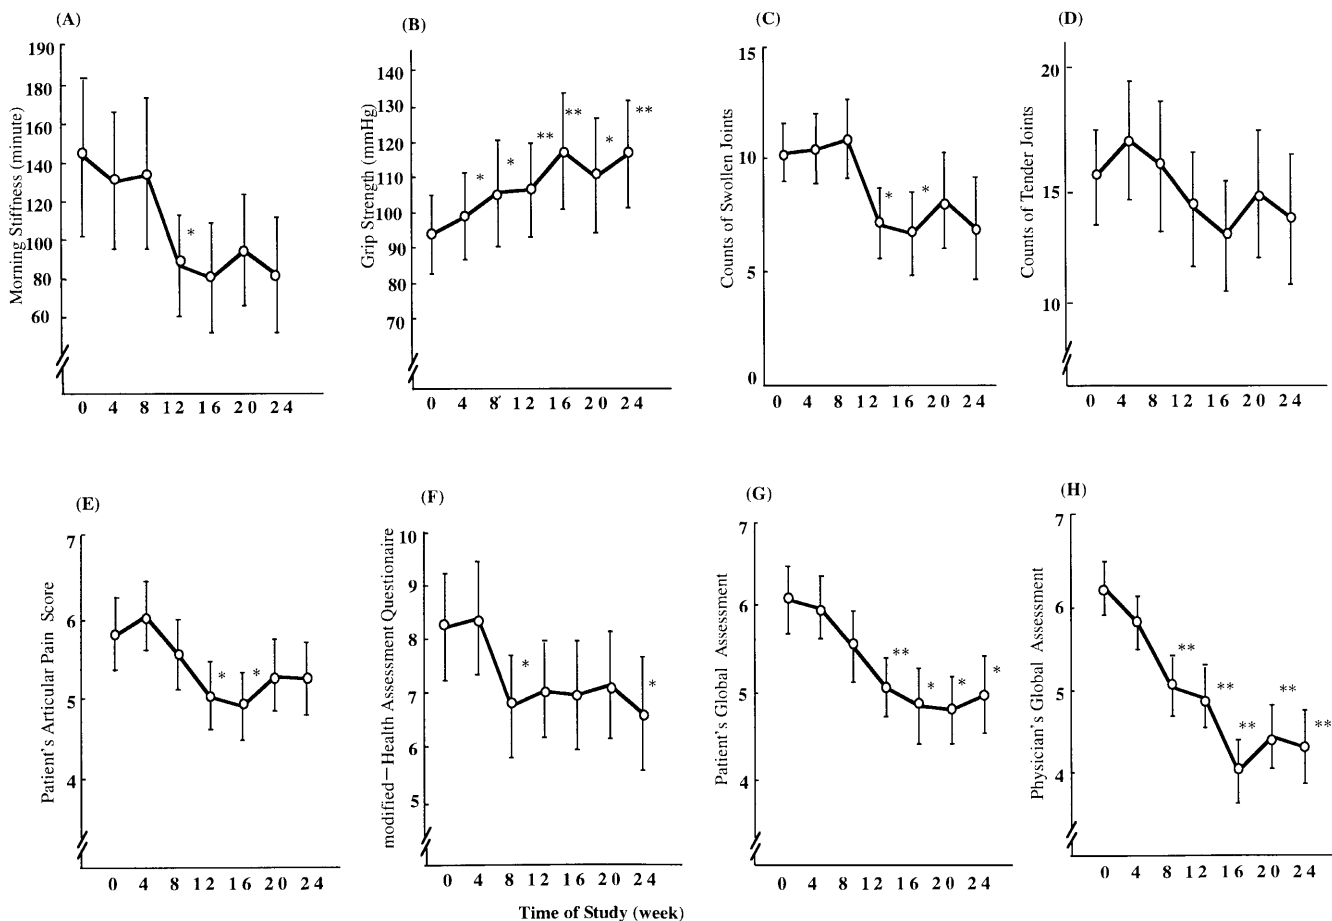 (A)
Morning Stiffness (minute)
190
180
160
140
120
100
80
60
*
0 4 8 12 16 20 24
(B)
Grip Strength (mmHg)
140
130
120
110
100
90
80
70
* * ** ** * **
0 4 8 12 16 20 24
(C)
Counts of Swollen Joints
15
10
5
0
* *
0 4 8 12 16 20 24
(D)
Counts of Tender Joints
20
15
10
0 4 8 12 16 20 24
(E)
Patient's Articular Pain Score
7
6
5
4
* *
0 4 8 12 16 20 24
(F)
modified-Health Assessment Questionaire
10
9
8
7
6
5
* *
0 4 8 12 16 20 24
(G)
Patient's Global Assessment
7
6
5
4
** * * *
0 4 8 12 16 20 24
(H)
Physician's Global Assessment
7
6
5
4
** ** ** ** **
0 4 8 12 16 20 24
Time of Study (week)